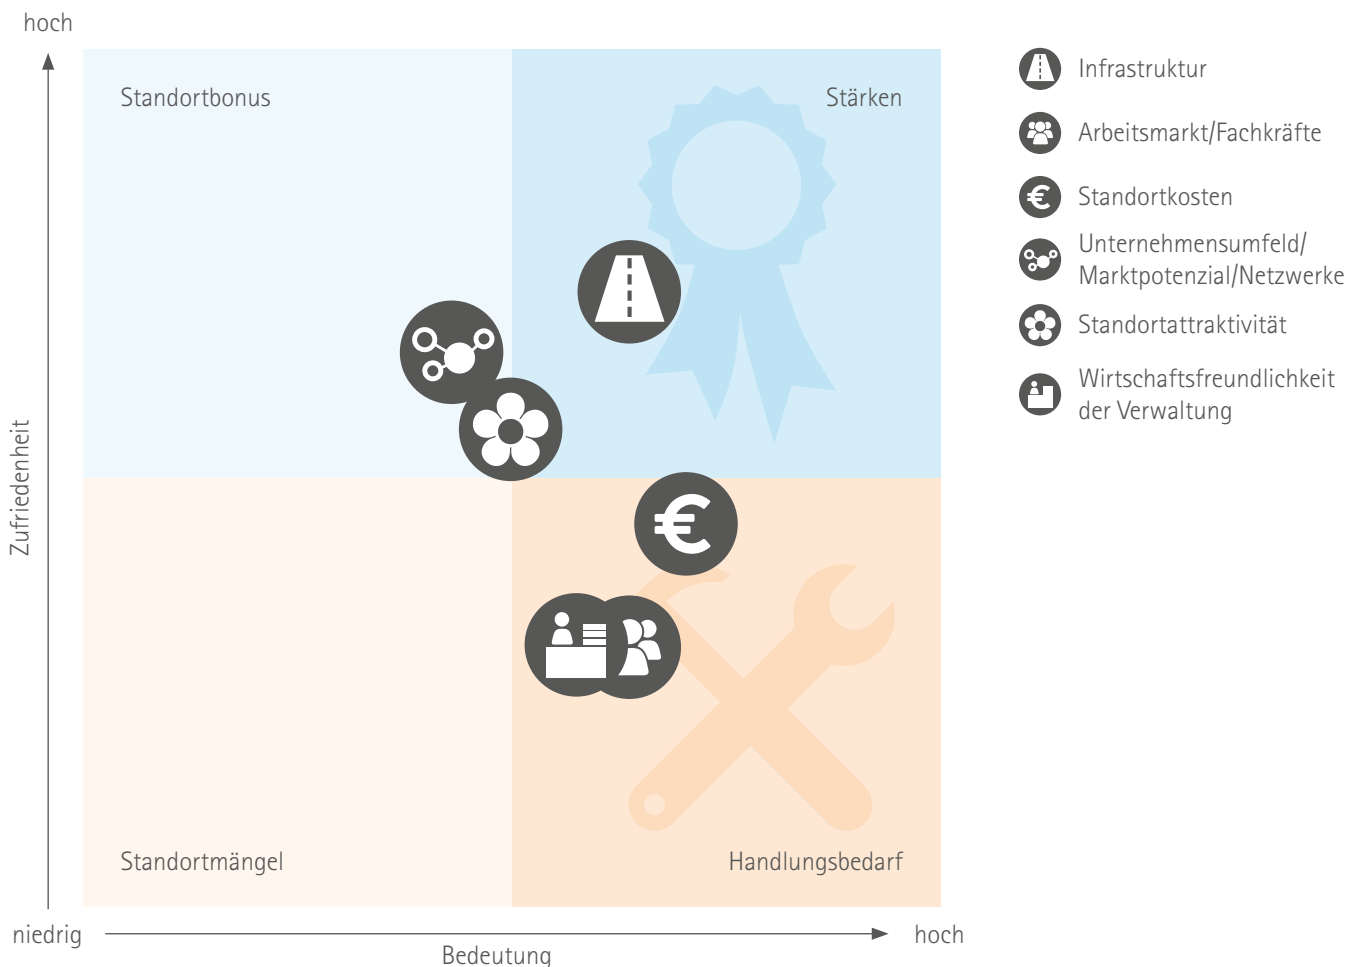 hoch
Standortbonus
Stärken
Zufriedenheit
Standortmängel
Handlungsbedarf
niedrig
hoch
Bedeutung
Infrastruktur
Arbeitsmarkt/Fachkräfte
€ Standortkosten
Unternehmensumfeld/
Marktpotenzial/Netzwerke
Standortattraktivität
Wirtschaftsfreundlichkeit
der Verwaltung
€